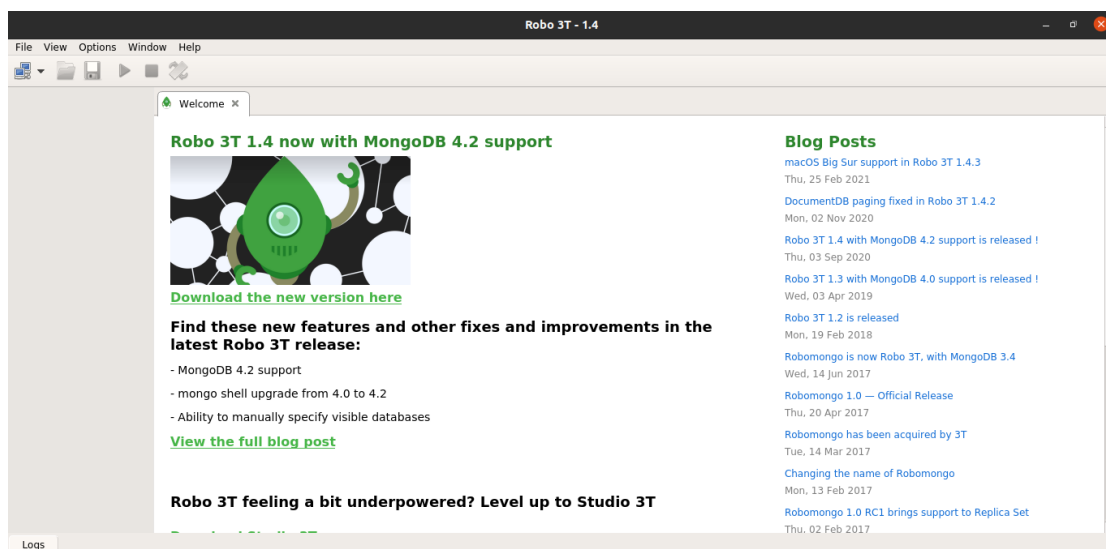 Robo 3T - 1.4
File View Options Window Help
Welcome
Robo 3T 1.4 now with MongoDB 4.2 support
Download the new version here
Find these new features and other fixes and improvements in the
latest Robo 3T release:
- MongoDB 4.2 support
- mongo shell upgrade from 4.0 to 4.2
- Ability to manually specify visible databases
View the full blog post
Robo 3T feeling a bit underpowered? Level up to Studio 3T
Download Studio 3T
Blog Posts
macOS Big Sur support in Robo 3T 1.4.3
Thu, 25 Feb 2021
DocumentDB paging fixed in Robo 3T 1.4.2
Mon, 02 Nov 2020
Robo 3T 1.4 with MongoDB 4.2 support is released !
Thu, 03 Sep 2020
Robo 3T 1.3 with MongoDB 4.0 support is released !
Wed, 03 Apr 2019
Robo 3T 1.2 is released
Mon, 19 Feb 2018
Robomongo is now Robo 3T, with MongoDB 3.4
Wed, 14 Jun 2017
Robomongo 1.0 — Official Release
Thu, 20 Apr 2017
Robomongo has been acquired by 3T
Tue, 14 Mar 2017
Changing the name of Robomongo
Mon, 13 Feb 2017
Robomongo 1.0 RC1 brings support to Replica Set
Thu, 02 Feb 2017
Logs